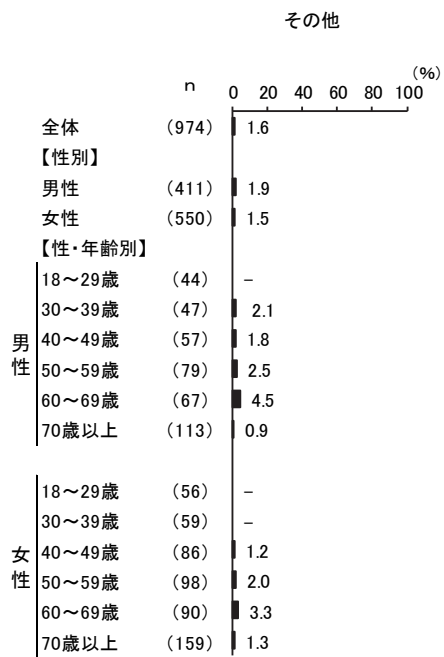 その他
(%)
n 0 20 40 60 80 100
全体 (974) 1.6
【性別】
男性 (411) 1.9
女性 (550) 1.5
【性・年齢別】
男性
18～29歳 (44) –
30～39歳 (47) 2.1
40～49歳 (57) 1.8
50～59歳 (79) 2.5
60～69歳 (67) 4.5
70歳以上 (113) 0.9
女性
18～29歳 (56) –
30～39歳 (59) –
40～49歳 (86) 1.2
50～59歳 (98) 2.0
60～69歳 (90) 3.3
70歳以上 (159) 1.3